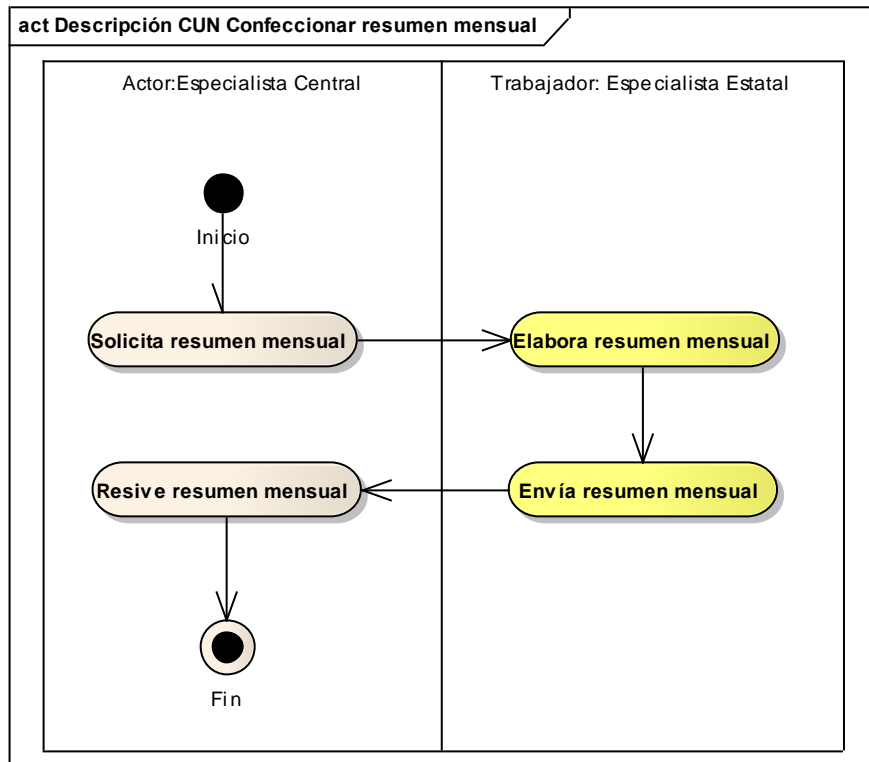 act Descripción CUN Confeccionar resumen mensual
Actor:Especialista Central
Trabajador: Especialista Estatal
Inicio
Solicita resumen mensual
Elabora resumen mensual
Resive resumen mensual
Envía resumen mensual
Fin